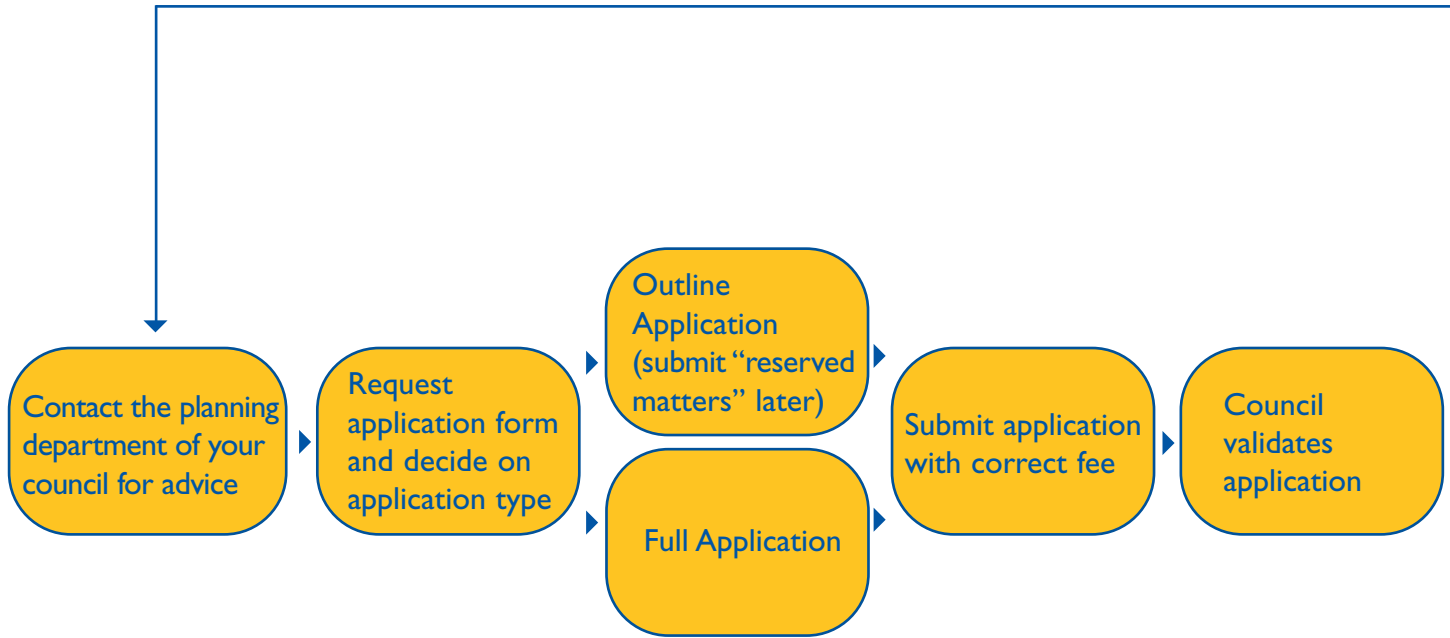 Contact the planning
department of your
council for advice
Request
application form
and decide on
application type
Outline
Application
(submit “reserved
matters” later)
Full Application
Submit application
with correct fee
Council
validates
application